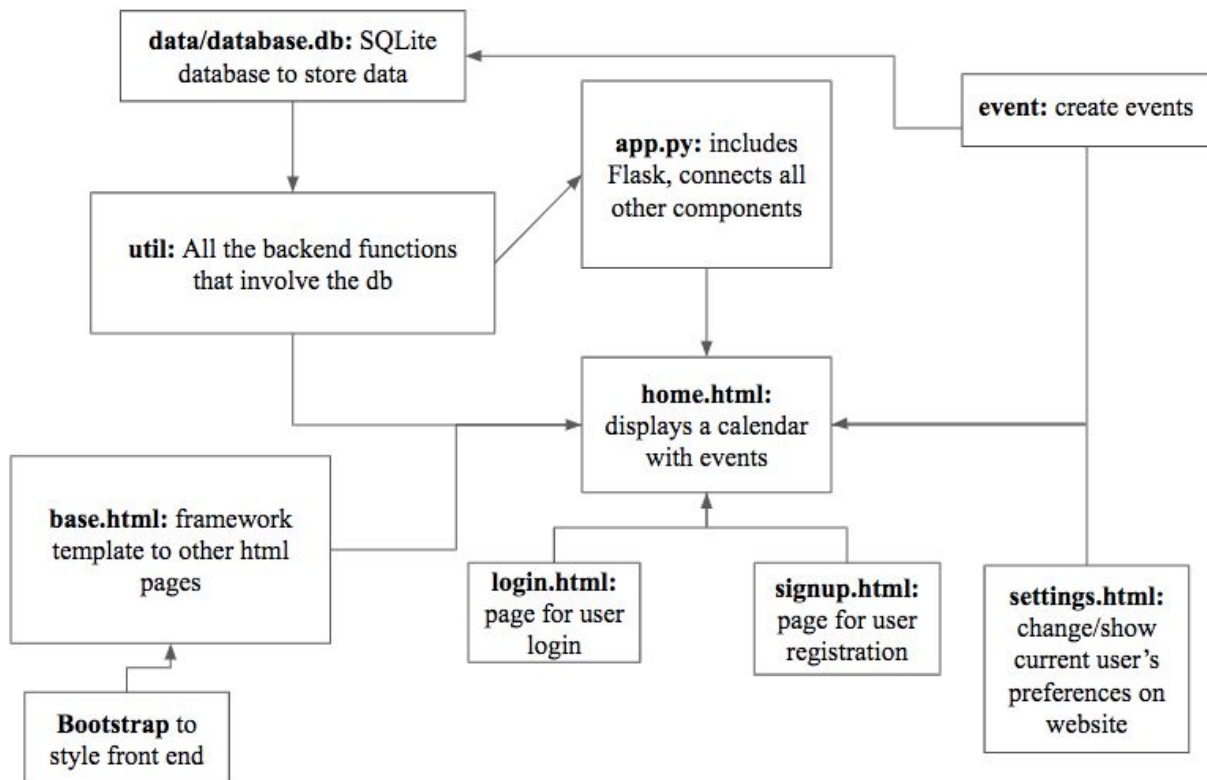 data/database.db: SQLite
database to store data
event: create events
app.py: includes
Flask, connects all
other components
util: All the backend functions
that involve the db
home.html:
displays a calendar
with events
base.html: framework
template to other html
pages
login.html:
page for user
login
signup.html:
page for user
registration
settings.html:
change/show
current user’s
preferences on
website
Bootstrap to
style front end